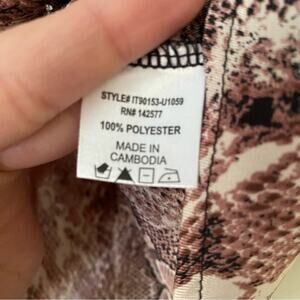 STYLE# IT90153-U1059
RN# 142577
100% POLYESTER
MADE IN
CAMBODIA